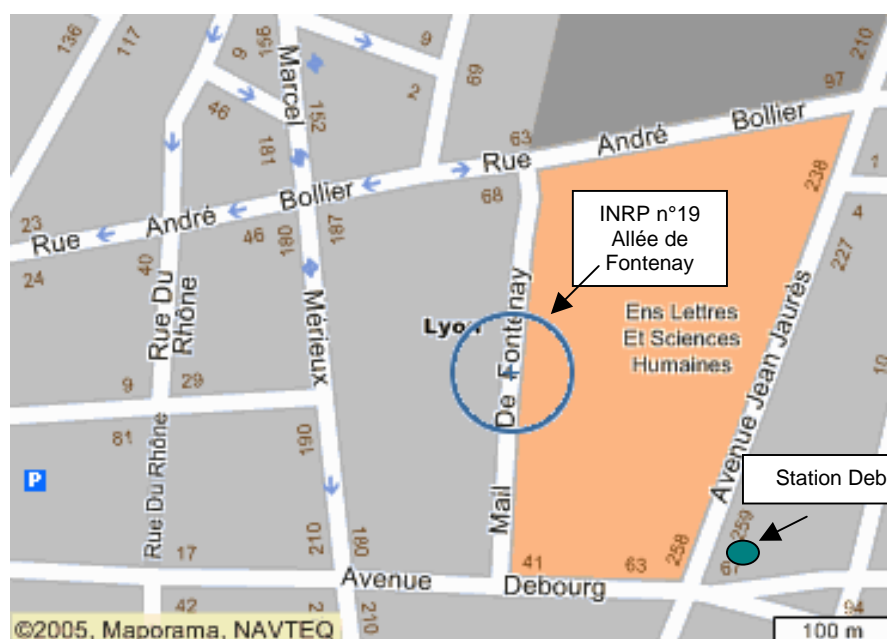 136
117
9
156
Marcel
9
69
2
46
152
181
63
97
210
Rue André Bollier
238
1
4
68
23
Rue André Bollier
24
46
180
187
40
227
INRP n°19
Allée de
Fontenay
Rue Du
Rhône
Mérieux
Lyon
Mail De Fontenay
Ens Lettres
Et Sciences
Humaines
Avenue Jean Jaurès
10
9
29
81
Rue Du Rhône
190
P
Station Deb
259
67
258
210
180
17
41
63
Avenue Debourg
42
2
210
94
©2005, Maporama, NAVTEQ
100 m